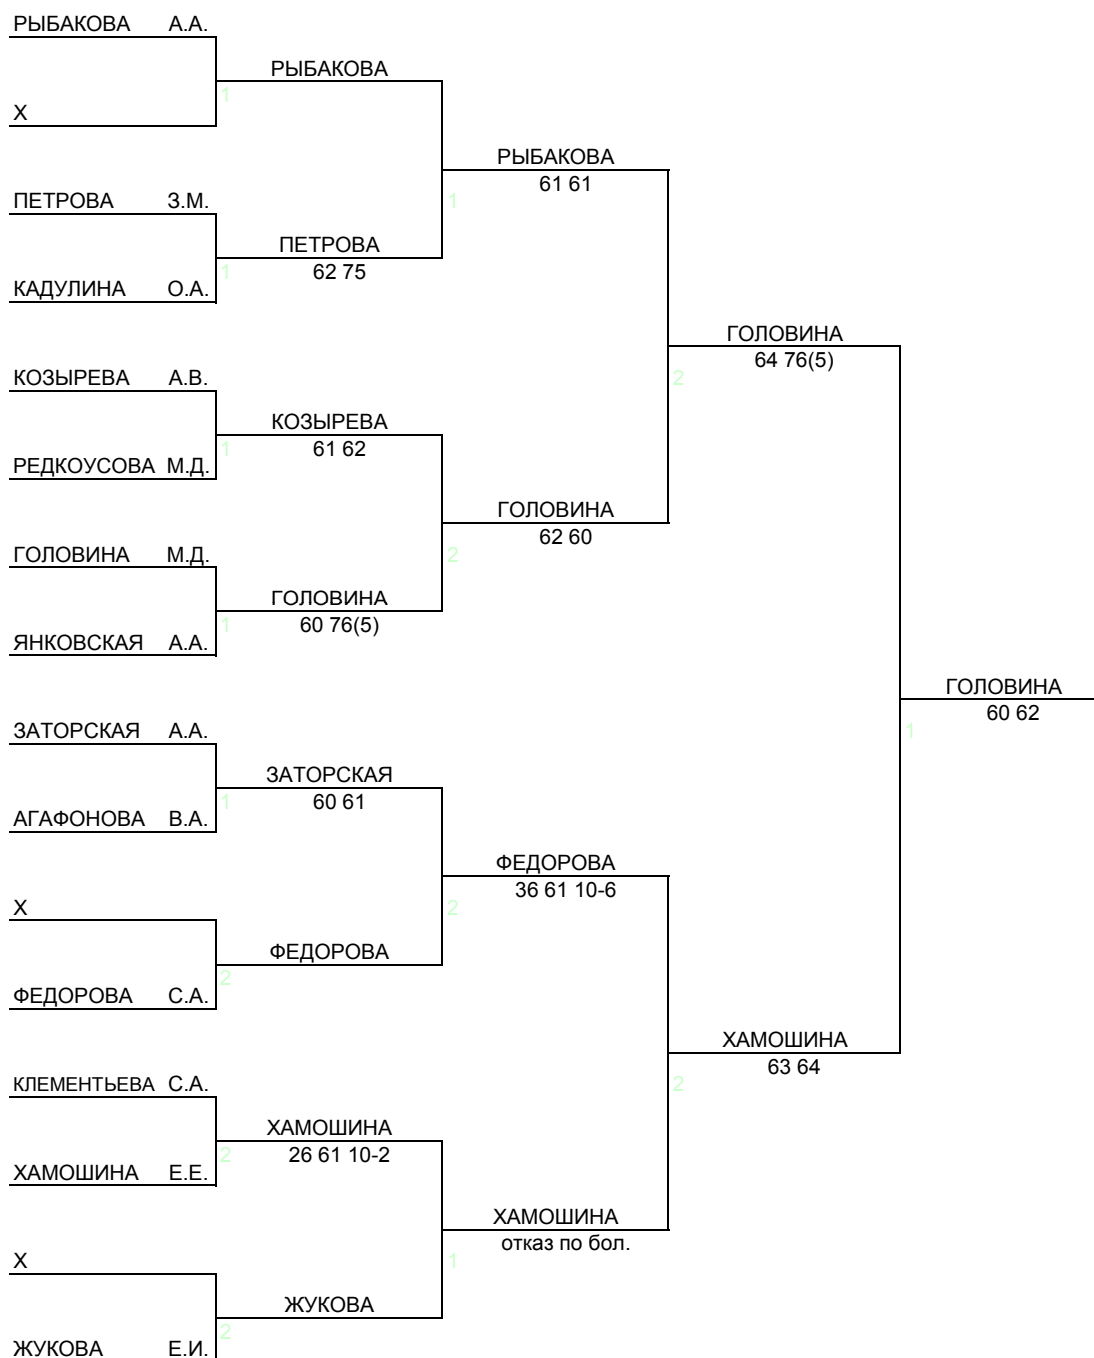 РЫБАКОВА А.А.
РЫБАКОВА
1
Х
РЫБАКОВА
61 61
1
ПЕТРОВА З.М.
ПЕТРОВА
62 75
1
КАДУЛИНА О.А.
ГОЛОВИНА
64 76(5)
2
КОЗЫРЕВА А.В.
КОЗЫРЕВА
61 62
1
РЕДКОУСОВА М.Д.
ГОЛОВИНА
62 60
2
ГОЛОВИНА М.Д.
ГОЛОВИНА
60 76(5)
1
ЯНКОВСКАЯ А.А.
ГОЛОВИНА
60 62
1
ЗАТОРСКАЯ А.А.
ЗАТОРСКАЯ
60 61
1
АГАФОНОВА В.А.
ФЕДОРОВА
36 61 10-6
2
Х
ФЕДОРОВА
2
ФЕДОРОВА С.А.
ХАМОШИНА
63 64
2
КЛЕМЕНТЬЕВА С.А.
ХАМОШИНА
26 61 10-2
2
ХАМОШИНА Е.Е.
ХАМОШИНА
отказ по бол.
1
Х
ЖУКОВА
2
ЖУКОВА Е.И.